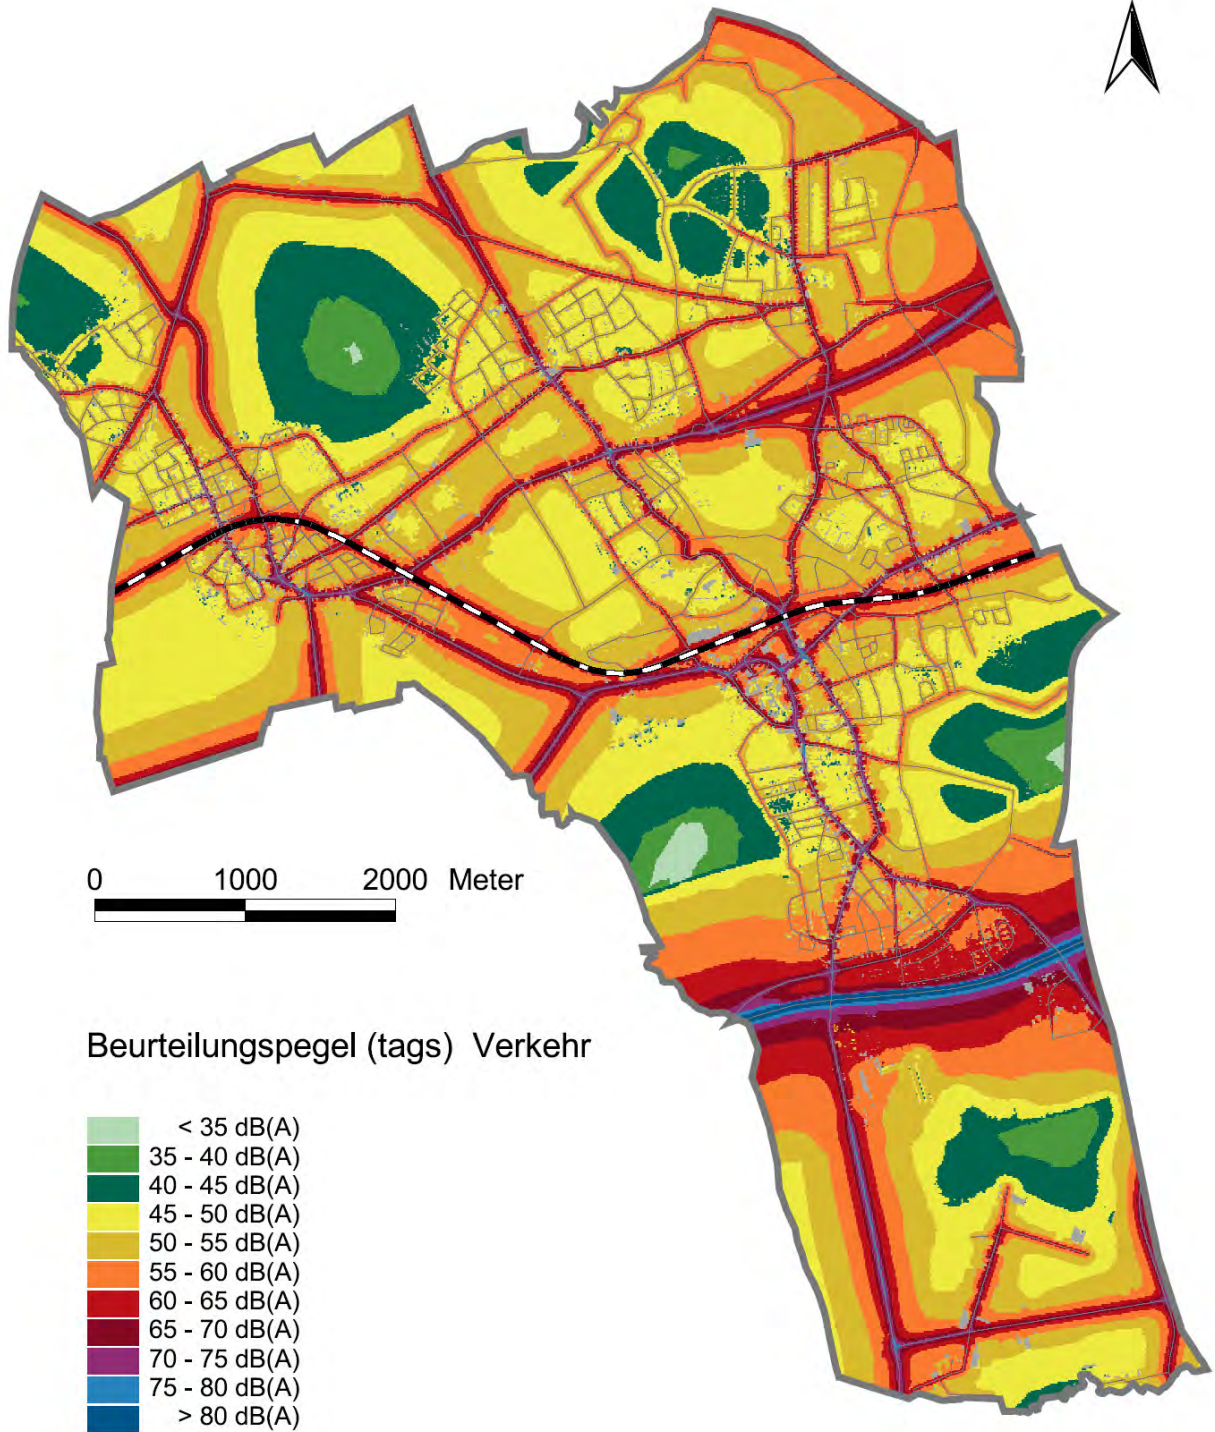 0 1000 2000 Meter
Beurteilungspegel (tags) Verkehr
< 35 dB(A)
35 - 40 dB(A)
40 - 45 dB(A)
45 - 50 dB(A)
50 - 55 dB(A)
55 - 60 dB(A)
60 - 65 dB(A)
65 - 70 dB(A)
70 - 75 dB(A)
75 - 80 dB(A)
> 80 dB(A)